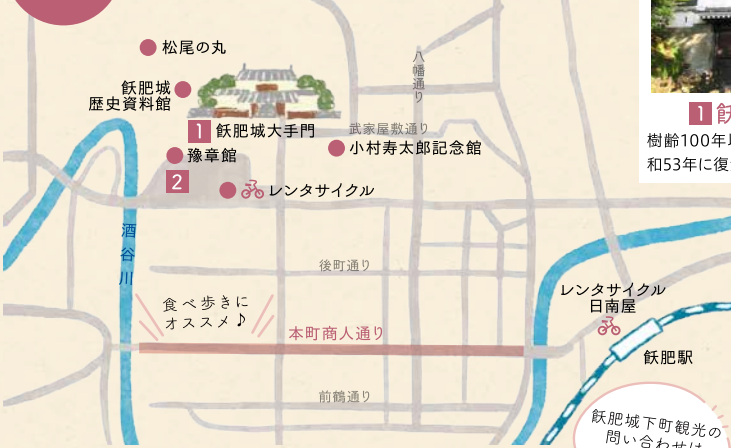 松尾の丸
飫肥城
歴史資料館
1 飫肥城大手門
豫章館
2
レンタサイクル
八幡通り
武家屋敷通り
小村寿太郎記念館
酒谷川
後町通り
食べ歩きに
オススメ♪
本町商人通り
前鶴通り
レンタサイクル
日南屋
飫肥駅
飫肥城下町観光の
問い合わせは
1 飫
樹齢100年
和53年に復